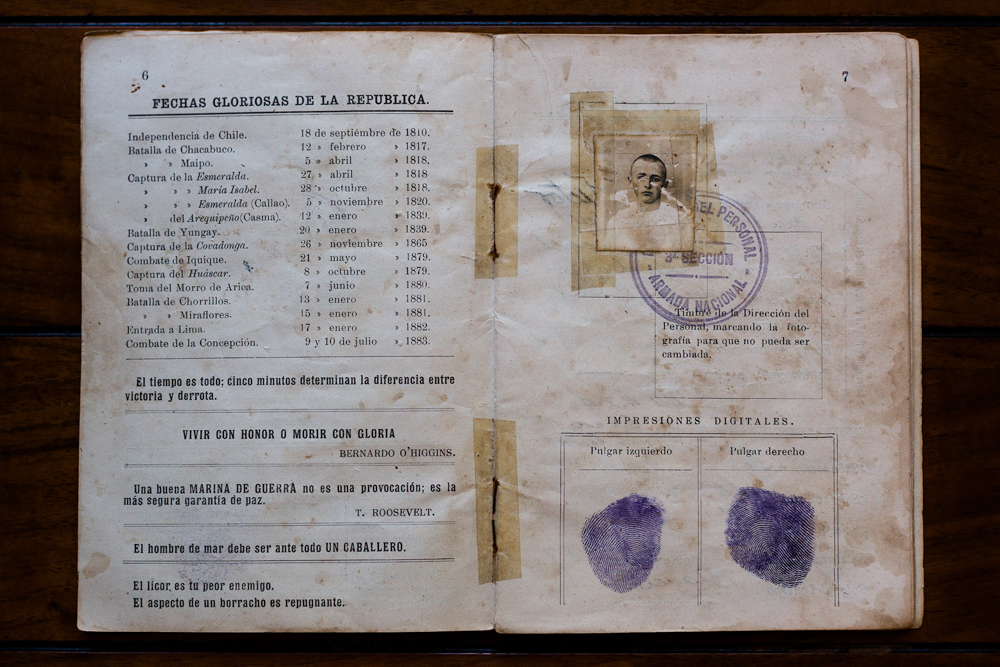 6
FECHAS GLORIOSAS DE LA REPUBLICA.
Independencia de Chile. 18 de septiémbre de 1810.
Batalla de Chacabuco. 12 » febrero » 1817.
» » Maipo. 5 » abril » 1818.
Captura de la Esmeralda. 27 » abril » 1818
» » » María Isabel. 28 » octubre » 1818.
» » » Esmeralda (Callao). 5 » noviembre » 1820.
» del Arequipeño (Casma). 12 » enero » 1839.
Batalla de Yungay. 20 » enero » 1839.
Captura de la Covadonga. 26 » noviembre » 1865
Combate de Iquique. 21 » mayo » 1879.
Captura del Huáscar. 8 » octubre » 1879.
Toma del Morro de Arica. 7 » junio » 1880.
Batalla de Chorrillos. 13 » enero » 1881.
» » Miraflores. 15 » enero » 1881.
Entrada a Lima. 17 » enero » 1882.
Combate de la Concepción. 9 y 10 de julio » 1883.
El tiempo es todo; cinco minutos determinan la diferencia entre
victoria y derrota.
VIVIR CON HONOR O MORIR CON GLORIA
BERNARDO O'HIGGINS.
Una buena MARINA DE GUERRA no es una provocación; es la
más segura garantía de paz.
T. ROOSEVELT.
El hombre de mar debe ser ante todo UN CABALLERO.
El licor es tu peor enemigo.
El aspecto de un borracho es repugnante.
7
DEL PERSONAL
3ª SECCIÓN
- ARMADA NACIONAL -
Timbre de la Dirección del
Personal, marcando la foto-
grafía para que no pueda ser
cambiada.
IMPRESIONES DIGITALES.
Pulgar izquierdo Pulgar derecho